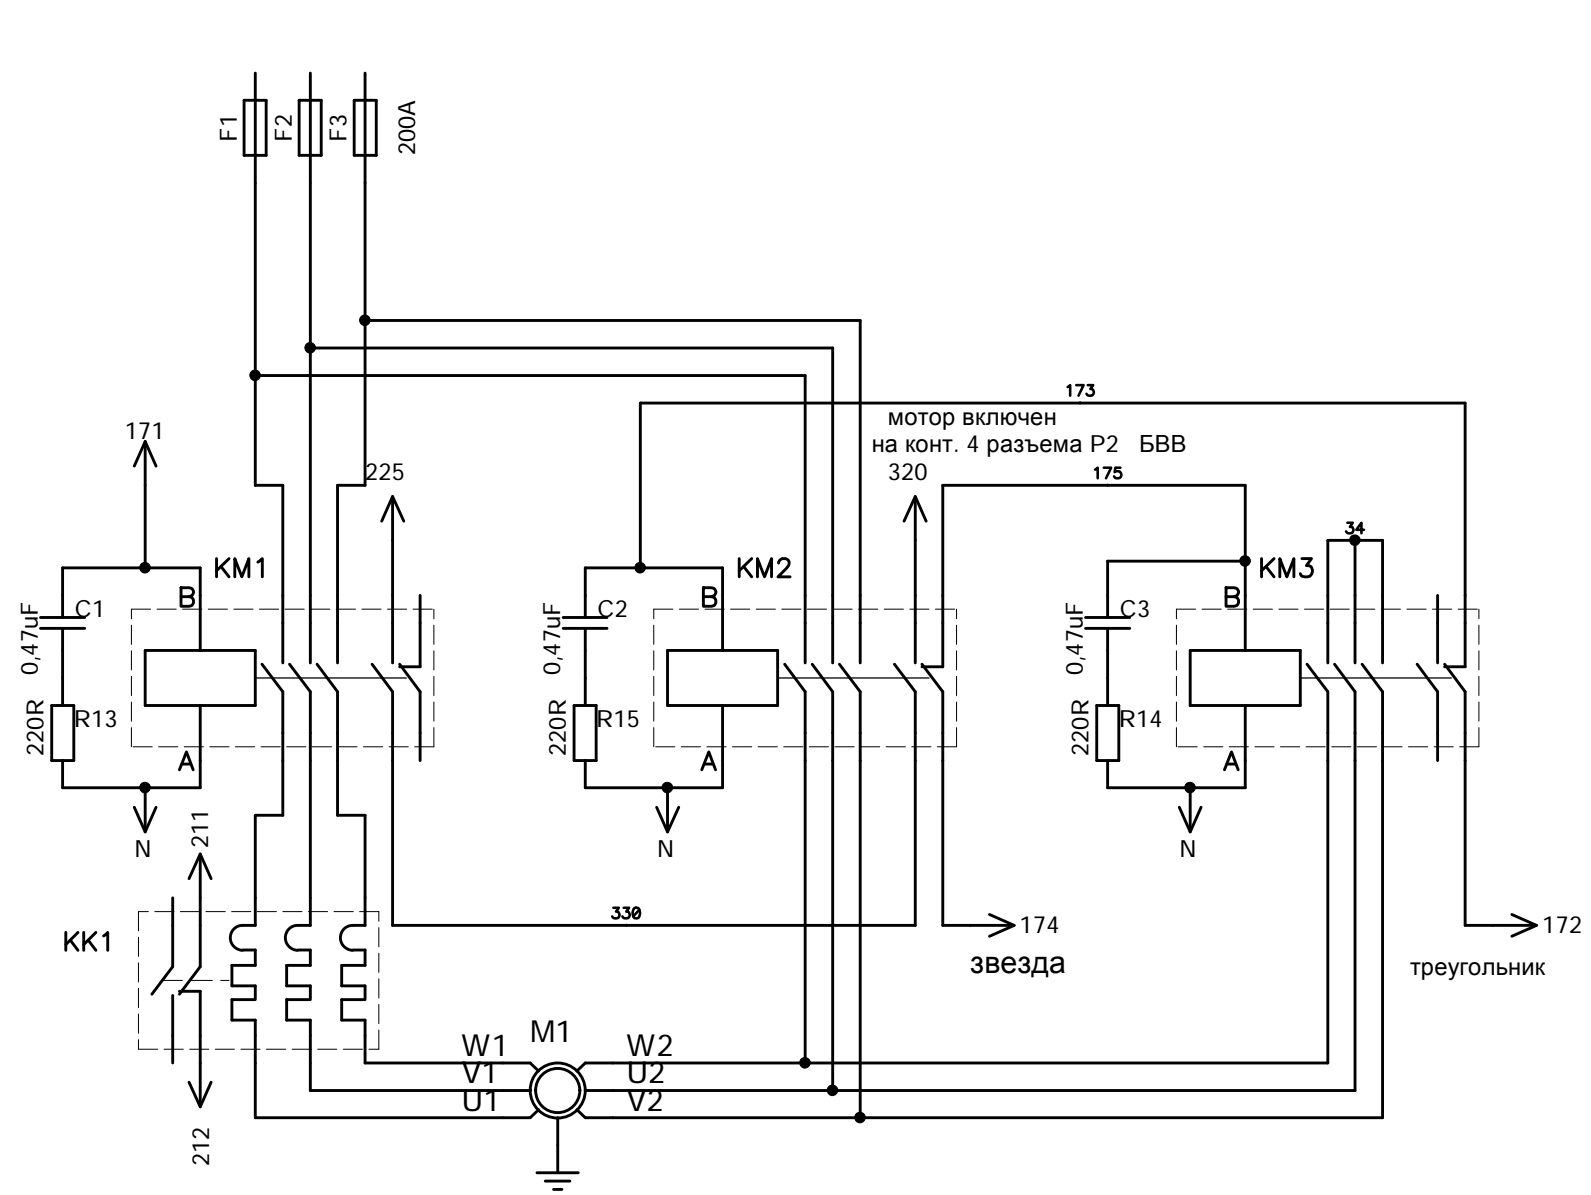 F1
F2
F3
200A
173
мотор включен
на конт. 4 разъема P2 БВВ
171
225
320
175
34
KM1
KM2
KM3
B
B
B
0,47uF
C1
0,47uF
C2
0,47uF
C3
220R
R13
220R
R15
220R
R14
A
A
A
N
N
N
211
330
174
172
KK1
звезда
треугольник
M1
W1
W2
V1
U2
U1
V2
212